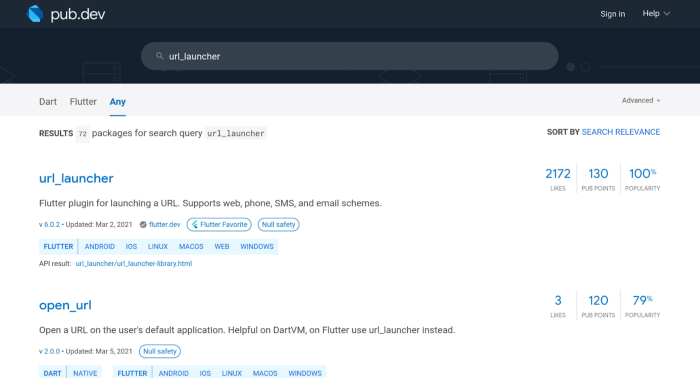 pub.dev
Sign in Help
url_launcher
Dart Flutter Any Advanced
RESULTS 72 packages for search query url_launcher SORT BY SEARCH RELEVANCE
url_launcher 2172 130 100%
LIKES PUB POINTS POPULARITY
Flutter plugin for launching a URL. Supports web, phone, SMS, and email schemes.
v 6.0.2 • Updated: Mar 2, 2021 flutter.dev Flutter Favorite Null safety
FLUTTER ANDROID IOS LINUX MACOS WEB WINDOWS
API result: url_launcher/url_launcher-library.html
open_url 3 120 79%
LIKES PUB POINTS POPULARITY
Open a URL on the user's default application. Helpful on DartVM, on Flutter use url_launcher instead.
v 2.0.0 • Updated: Mar 5, 2021 Null safety
DART NATIVE FLUTTER ANDROID IOS LINUX MACOS WINDOWS